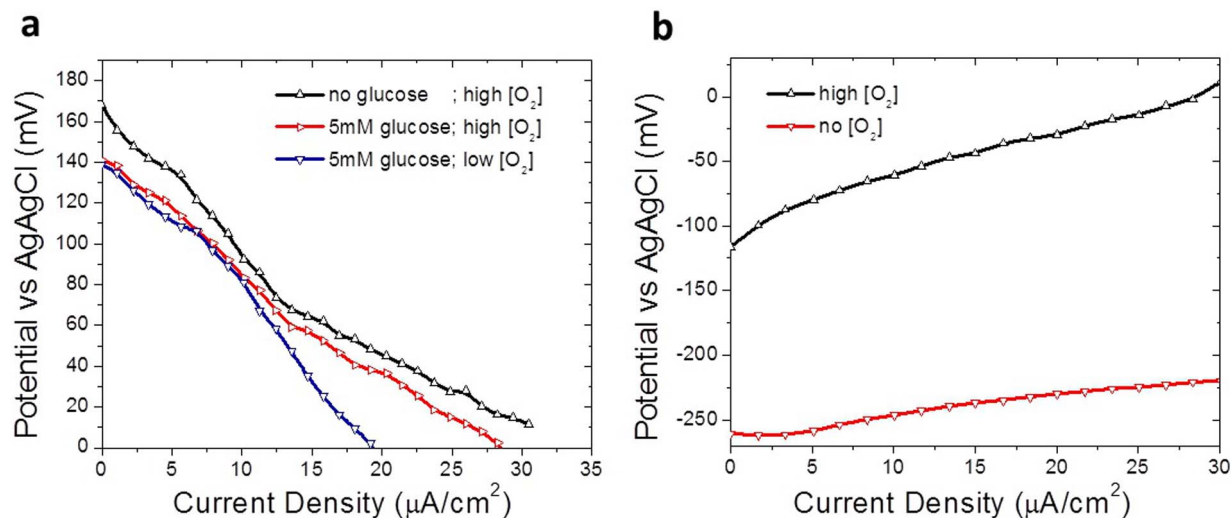 a
Potential vs AgAgCl (mV)
180
160
140
120
100
80
60
40
20
0
no glucose ; high [O₂]
5mM glucose; high [O₂]
5mM glucose; low [O₂]
0 5 10 15 20 25 30 35
Current Density (μA/cm²)
b
Potential vs AgAgCl (mV)
0
-50
-100
-150
-200
-250
high [O₂]
no [O₂]
0 5 10 15 20 25 30
Current Density (μA/cm²)